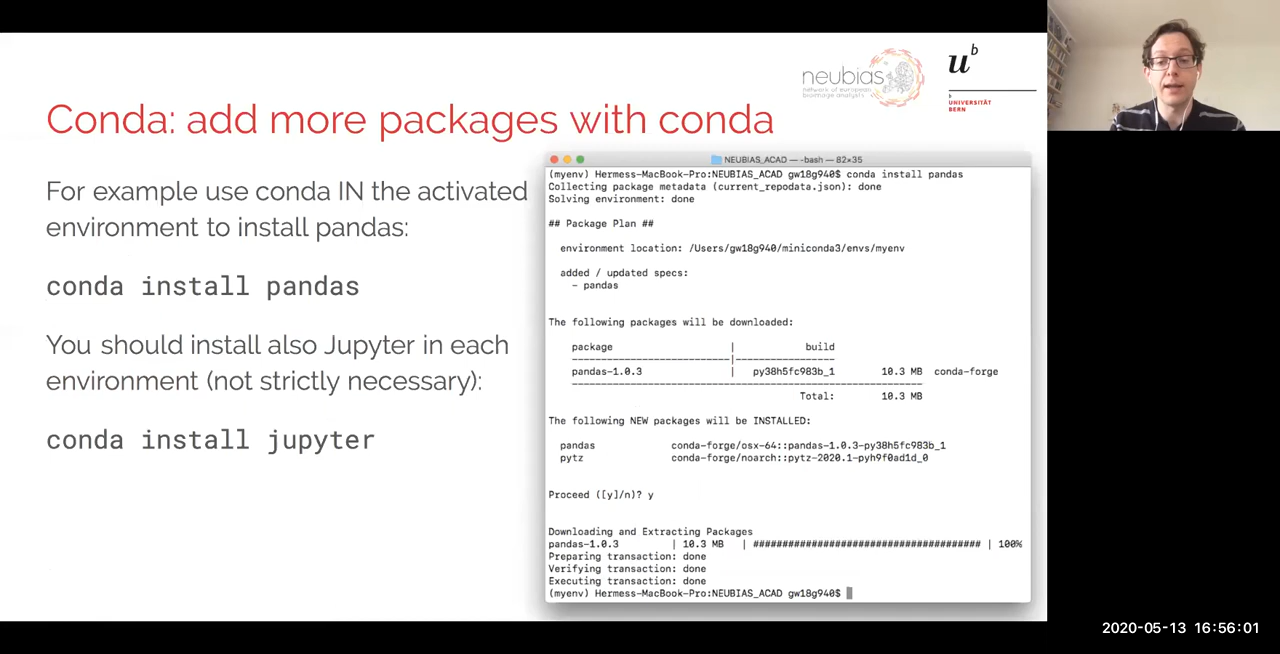 neubias
network of european
bioimage analysts
u
b
b
UNIVERSITÄT
BERN
Conda: add more packages with conda
For example use conda IN the activated
environment to install pandas:
conda install pandas
You should install also Jupyter in each
environment (not strictly necessary):
conda install jupyter
NEUBIAS_ACAD — -bash — 82×35
(myenv) Hermess-MacBook-Pro:NEUBIAS_ACAD gw18g940$ conda install pandas
Collecting package metadata (current_repodata.json): done
Solving environment: done
## Package Plan ##
environment location: /Users/gw18g940/miniconda3/envs/myenv
added / updated specs:
- pandas
The following packages will be downloaded:
package | build
---------------------------|-----------------
pandas-1.0.3 | py38h5fc983b_1 10.3 MB conda-forge
------------------------------------------------------------
Total: 10.3 MB
The following NEW packages will be INSTALLED:
pandas conda-forge/osx-64::pandas-1.0.3-py38h5fc983b_1
pytz conda-forge/noarch::pytz-2020.1-pyh9f0ad1d_0
Proceed ([y]/n)? y
Downloading and Extracting Packages
pandas-1.0.3 | 10.3 MB | ####################################### | 100%
Preparing transaction: done
Verifying transaction: done
Executing transaction: done
(myenv) Hermess-MacBook-Pro:NEUBIAS_ACAD gw18g940$
2020-05-13 16:56:01